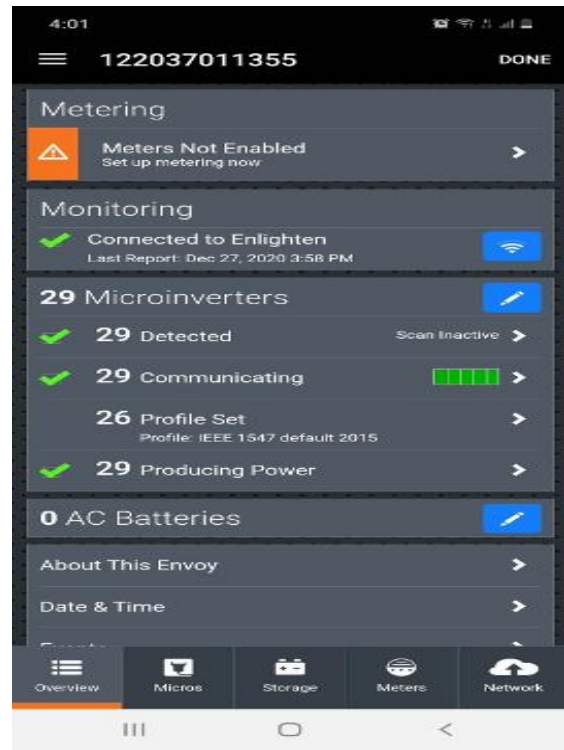 4:01
122037011355
DONE
Metering
Meters Not Enabled
Set up metering now
Monitoring
Connected to Enlighten
Last Report: Dec 27, 2020 3:58 PM
29 Microinverters
29 Detected
Scan Inactive
29 Communicating
26 Profile Set
Profile: IEEE 1547 default 2015
29 Producing Power
0 AC Batteries
About This Envoy
Date & Time
Overview
Micros
Storage
Meters
Network